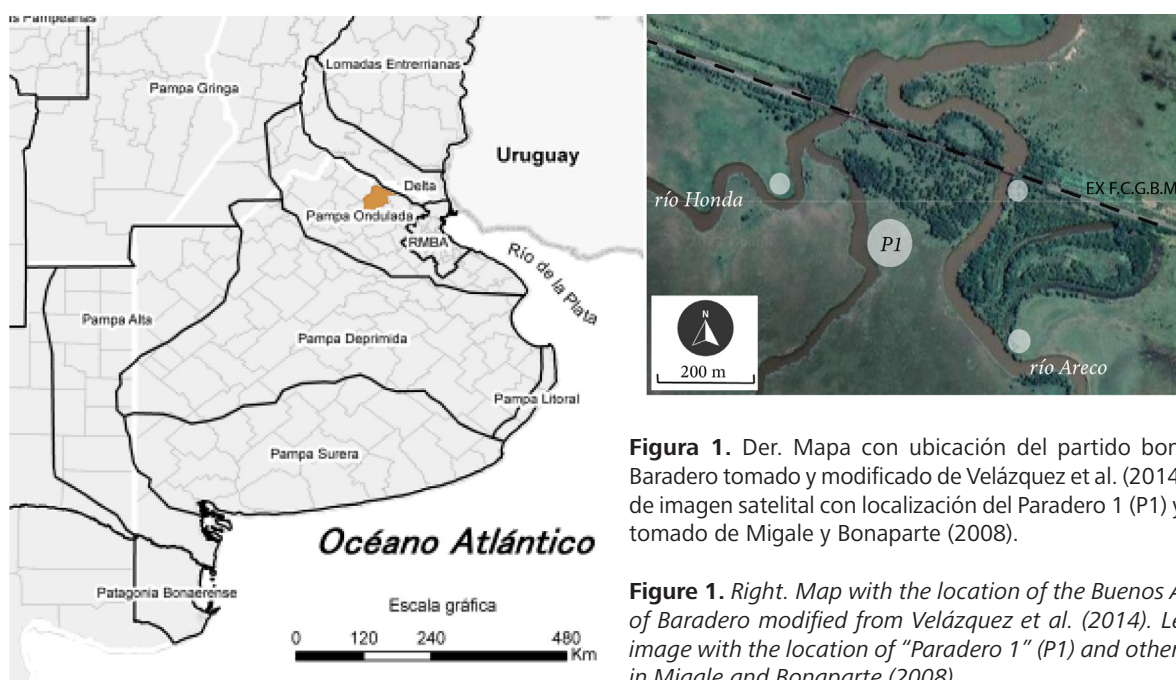 Pampeanas
Lomadas Entrerrianas
Pampa Gringa
Uruguay
Delta
Pampa Ondulada
RMBA
Río de la Plata
Pampa Alta
Pampa Deprimida
Pampa Litoral
Pampa Surera
Océano Atlántico
Patagonia Bonaerense
Escala gráfica
0 120 240 480
Km
río Honda
EX F.C.G.B.M
P1
N
200 m
río Areco
Figura 1. Der. Mapa con ubicación del partido bon
Baradero tomado y modificado de Velázquez et al. (2014
de imagen satelital con localización del Paradero 1 (P1) y
tomado de Migale y Bonaparte (2008).
Figure 1. Right. Map with the location of the Buenos A
of Baradero modified from Velázquez et al. (2014). Le
image with the location of “Paradero 1” (P1) and other
in Migale and Bonaparte (2008).